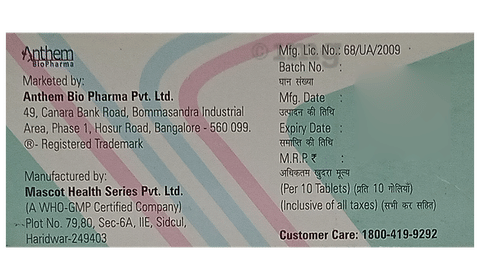 Anthem
BioPharma
Marketed by:
Anthem Bio Pharma Pvt. Ltd.
49, Canara Bank Road, Bommasandra Industrial
Area, Phase 1, Hosur Road, Bangalore - 560 099.
®- Registered Trademark
Manufactured by:
Mascot Health Series Pvt. Ltd.
(A WHO-GMP Certified Company)
Plot No. 79,80, Sec-6A, IIE, Sidcul,
Haridwar-249403
Mfg. Lic. No.: 68/UA/2009
Batch No. :
घान संख्या
Mfg. Date :
उत्पादन की तिथि
Expiry Date :
समाप्ति की तिथि
M.R.P ₹ :
अधिकतम खुदरा मूल्य
(Per 10 Tablets) (प्रति 10 गोलियाँ)
(Inclusive of all taxes) (सभी कर सहित)
Customer Care: 1800-419-9292